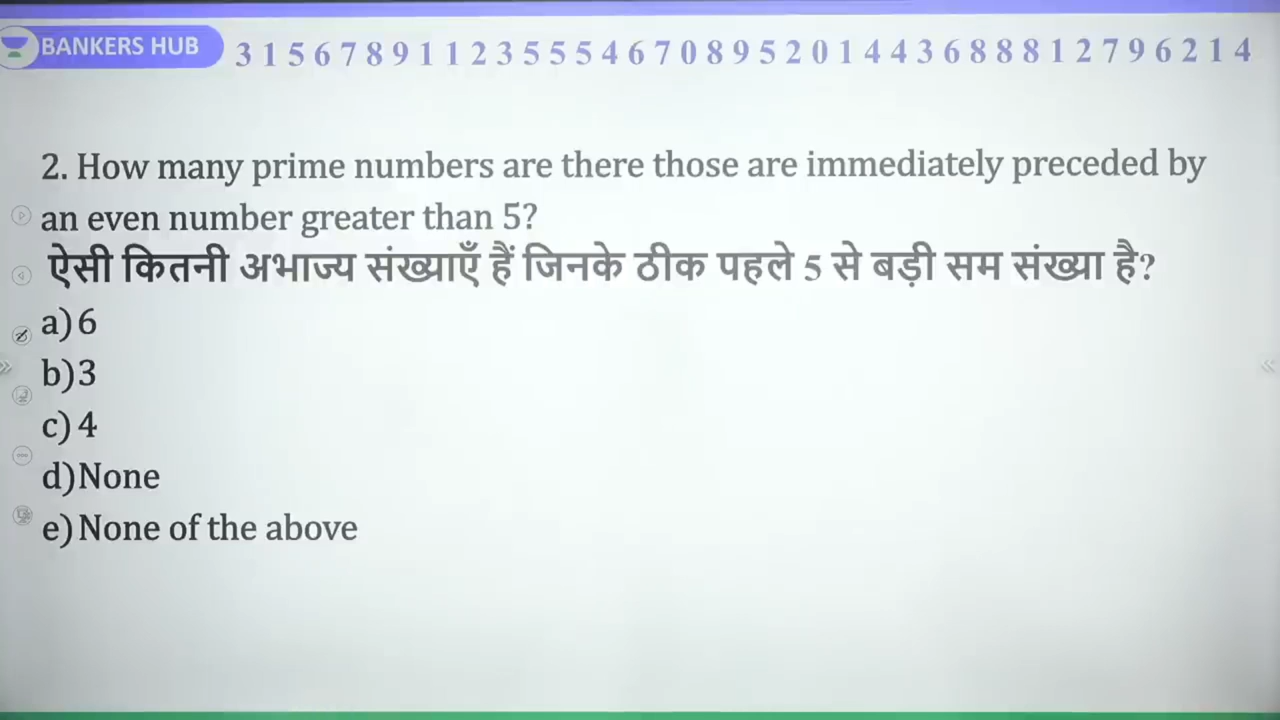 BANKERS HUB
3 1 5 6 7 8 9 1 1 2 3 5 5 5 4 6 7 0 8 9 5 2 0 1 4 4 3 6 8 8 8 1 2 7 9 6 2 1 4
2. How many prime numbers are there those are immediately preceded by
an even number greater than 5?
ऐसी कितनी अभाज्य संख्याएँ हैं जिनके ठीक पहले 5 से बड़ी सम संख्या है?
a) 6
b) 3
c) 4
d) None
e) None of the above